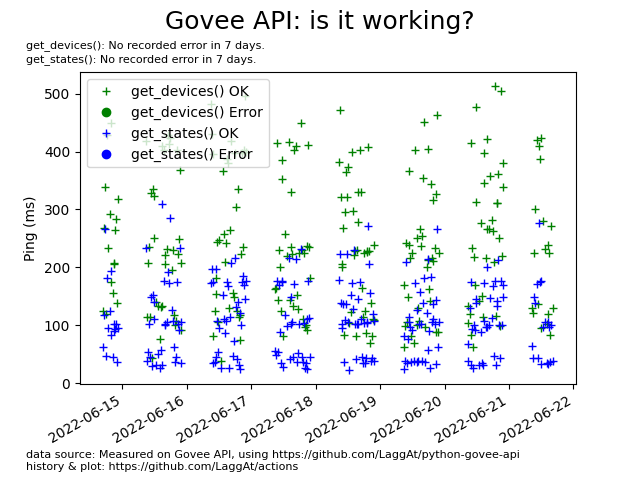 Govee API: is it working?
get_devices(): No recorded error in 7 days.
get_states(): No recorded error in 7 days.
get_devices() OK
get_devices() Error
get_states() OK
get_states() Error
Ping (ms)
500
400
300
200
100
0
2022-06-15
2022-06-16
2022-06-17
2022-06-18
2022-06-19
2022-06-20
2022-06-21
2022-06-22
data source: Measured on Govee API, using https://github.com/LaggAt/python-govee-api
history & plot: https://github.com/LaggAt/actions